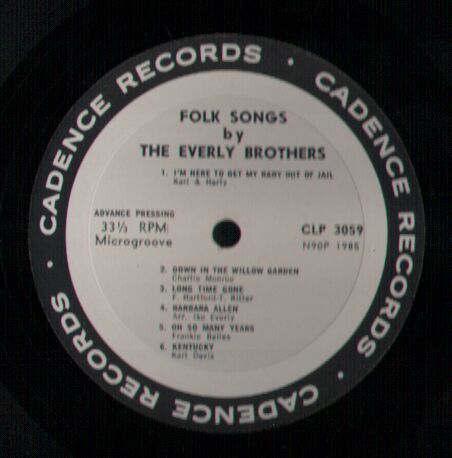 CADENCE RECORDS · CADENCE RECORDS · CADENCE RECORDS ·
FOLK SONGS
by
THE EVERLY BROTHERS
1. I'M HERE TO GET MY BABY OUT OF JAIL
Karl & Harty
ADVANCE PRESSING
33⅓ RPM
Microgroove
CLP 3059
N90P 1985
2. DOWN IN THE WILLOW GARDEN
Charlie Monroe
3. LONG TIME GONE
F. Hartford-T. Ritter
4. BARBARA ALLEN
Arr. Ike Everly
5. OH SO MANY YEARS
Frankie Bailes
6. KENTUCKY
Karl Davis